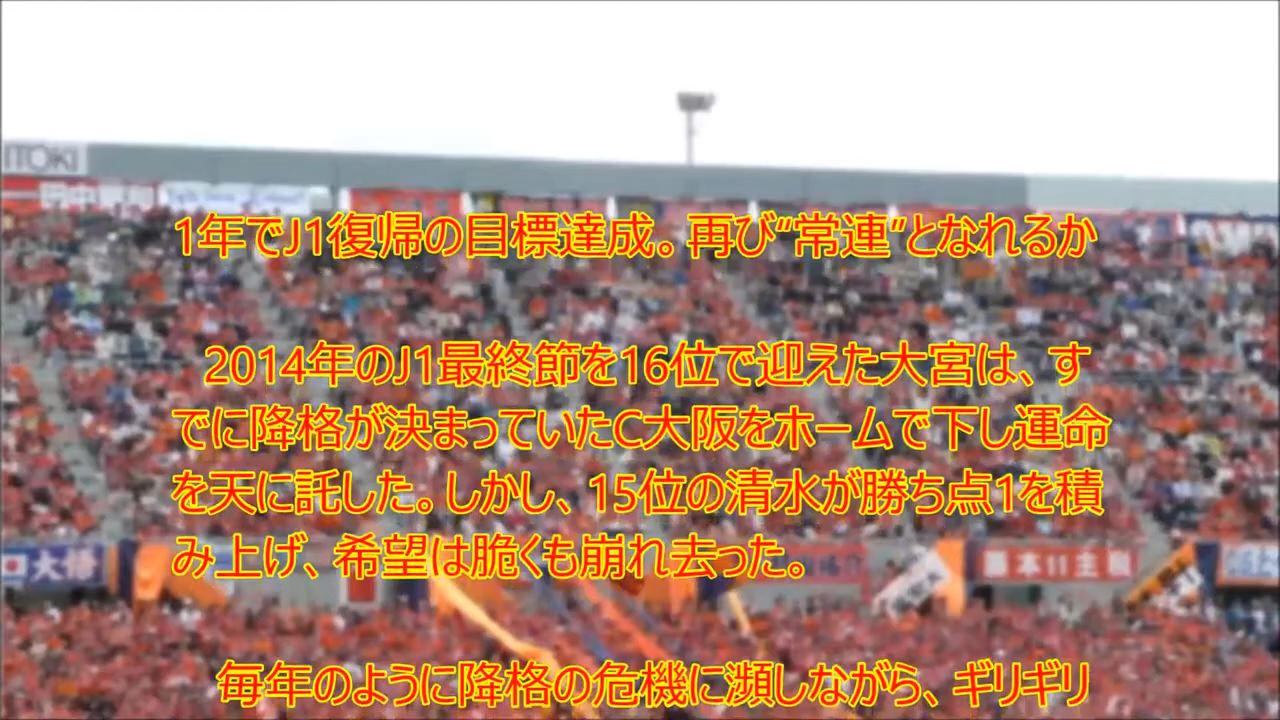 ITOKI
1年でJ1復帰の目標達成。再び“常連”となれるか
2014年のJ1最終節を16位で迎えた大宮は、す
でに降格が決まっていたC大阪をホームで下し運命
を天に託した。しかし、15位の清水が勝ち点1を積
み上げ、希望は脆くも崩れ去った。
毎年のように降格の危機に瀕しながら、ギリギリ